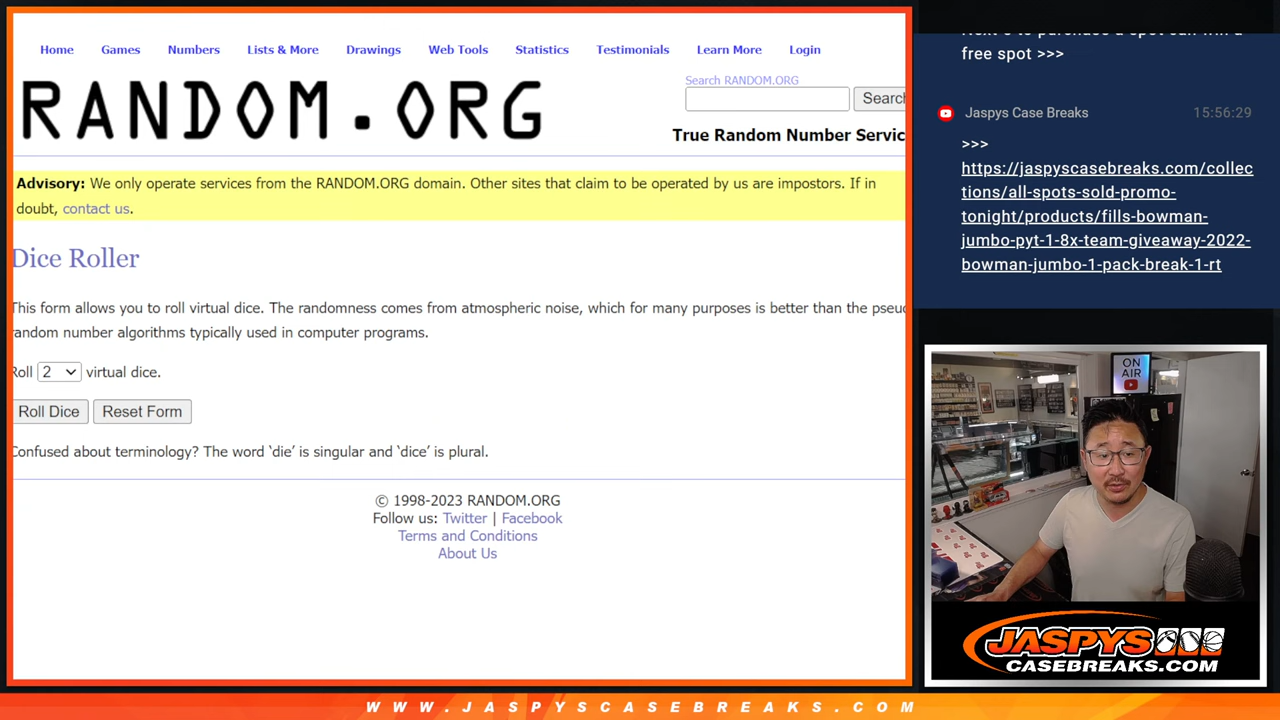 Home Games Numbers Lists & More Drawings Web Tools Statistics Testimonials Learn More Login
RANDOM.ORG
Search RANDOM.ORG
Search
True Random Number Servic
Advisory: We only operate services from the RANDOM.ORG domain. Other sites that claim to be operated by us are impostors. If in
doubt, contact us.
Dice Roller
This form allows you to roll virtual dice. The randomness comes from atmospheric noise, which for many purposes is better than the pseudo
random number algorithms typically used in computer programs.
Roll 2 virtual dice.
Roll Dice Reset Form
Confused about terminology? The word ‘die’ is singular and ‘dice’ is plural.
© 1998-2023 RANDOM.ORG
Follow us: Twitter | Facebook
Terms and Conditions
About Us
free spot >>>
Jaspys Case Breaks 15:56:29
>>>
https://jaspyscasebreaks.com/collec
tions/all-spots-sold-promo-
tonight/products/fills-bowman-
jumbo-pyt-1-8x-team-giveaway-2022-
bowman-jumbo-1-pack-break-1-rt
ON
AIR
JASPYS
CASEBREAKS.COM
WWW.JASPYSCASEBREAKS.COM